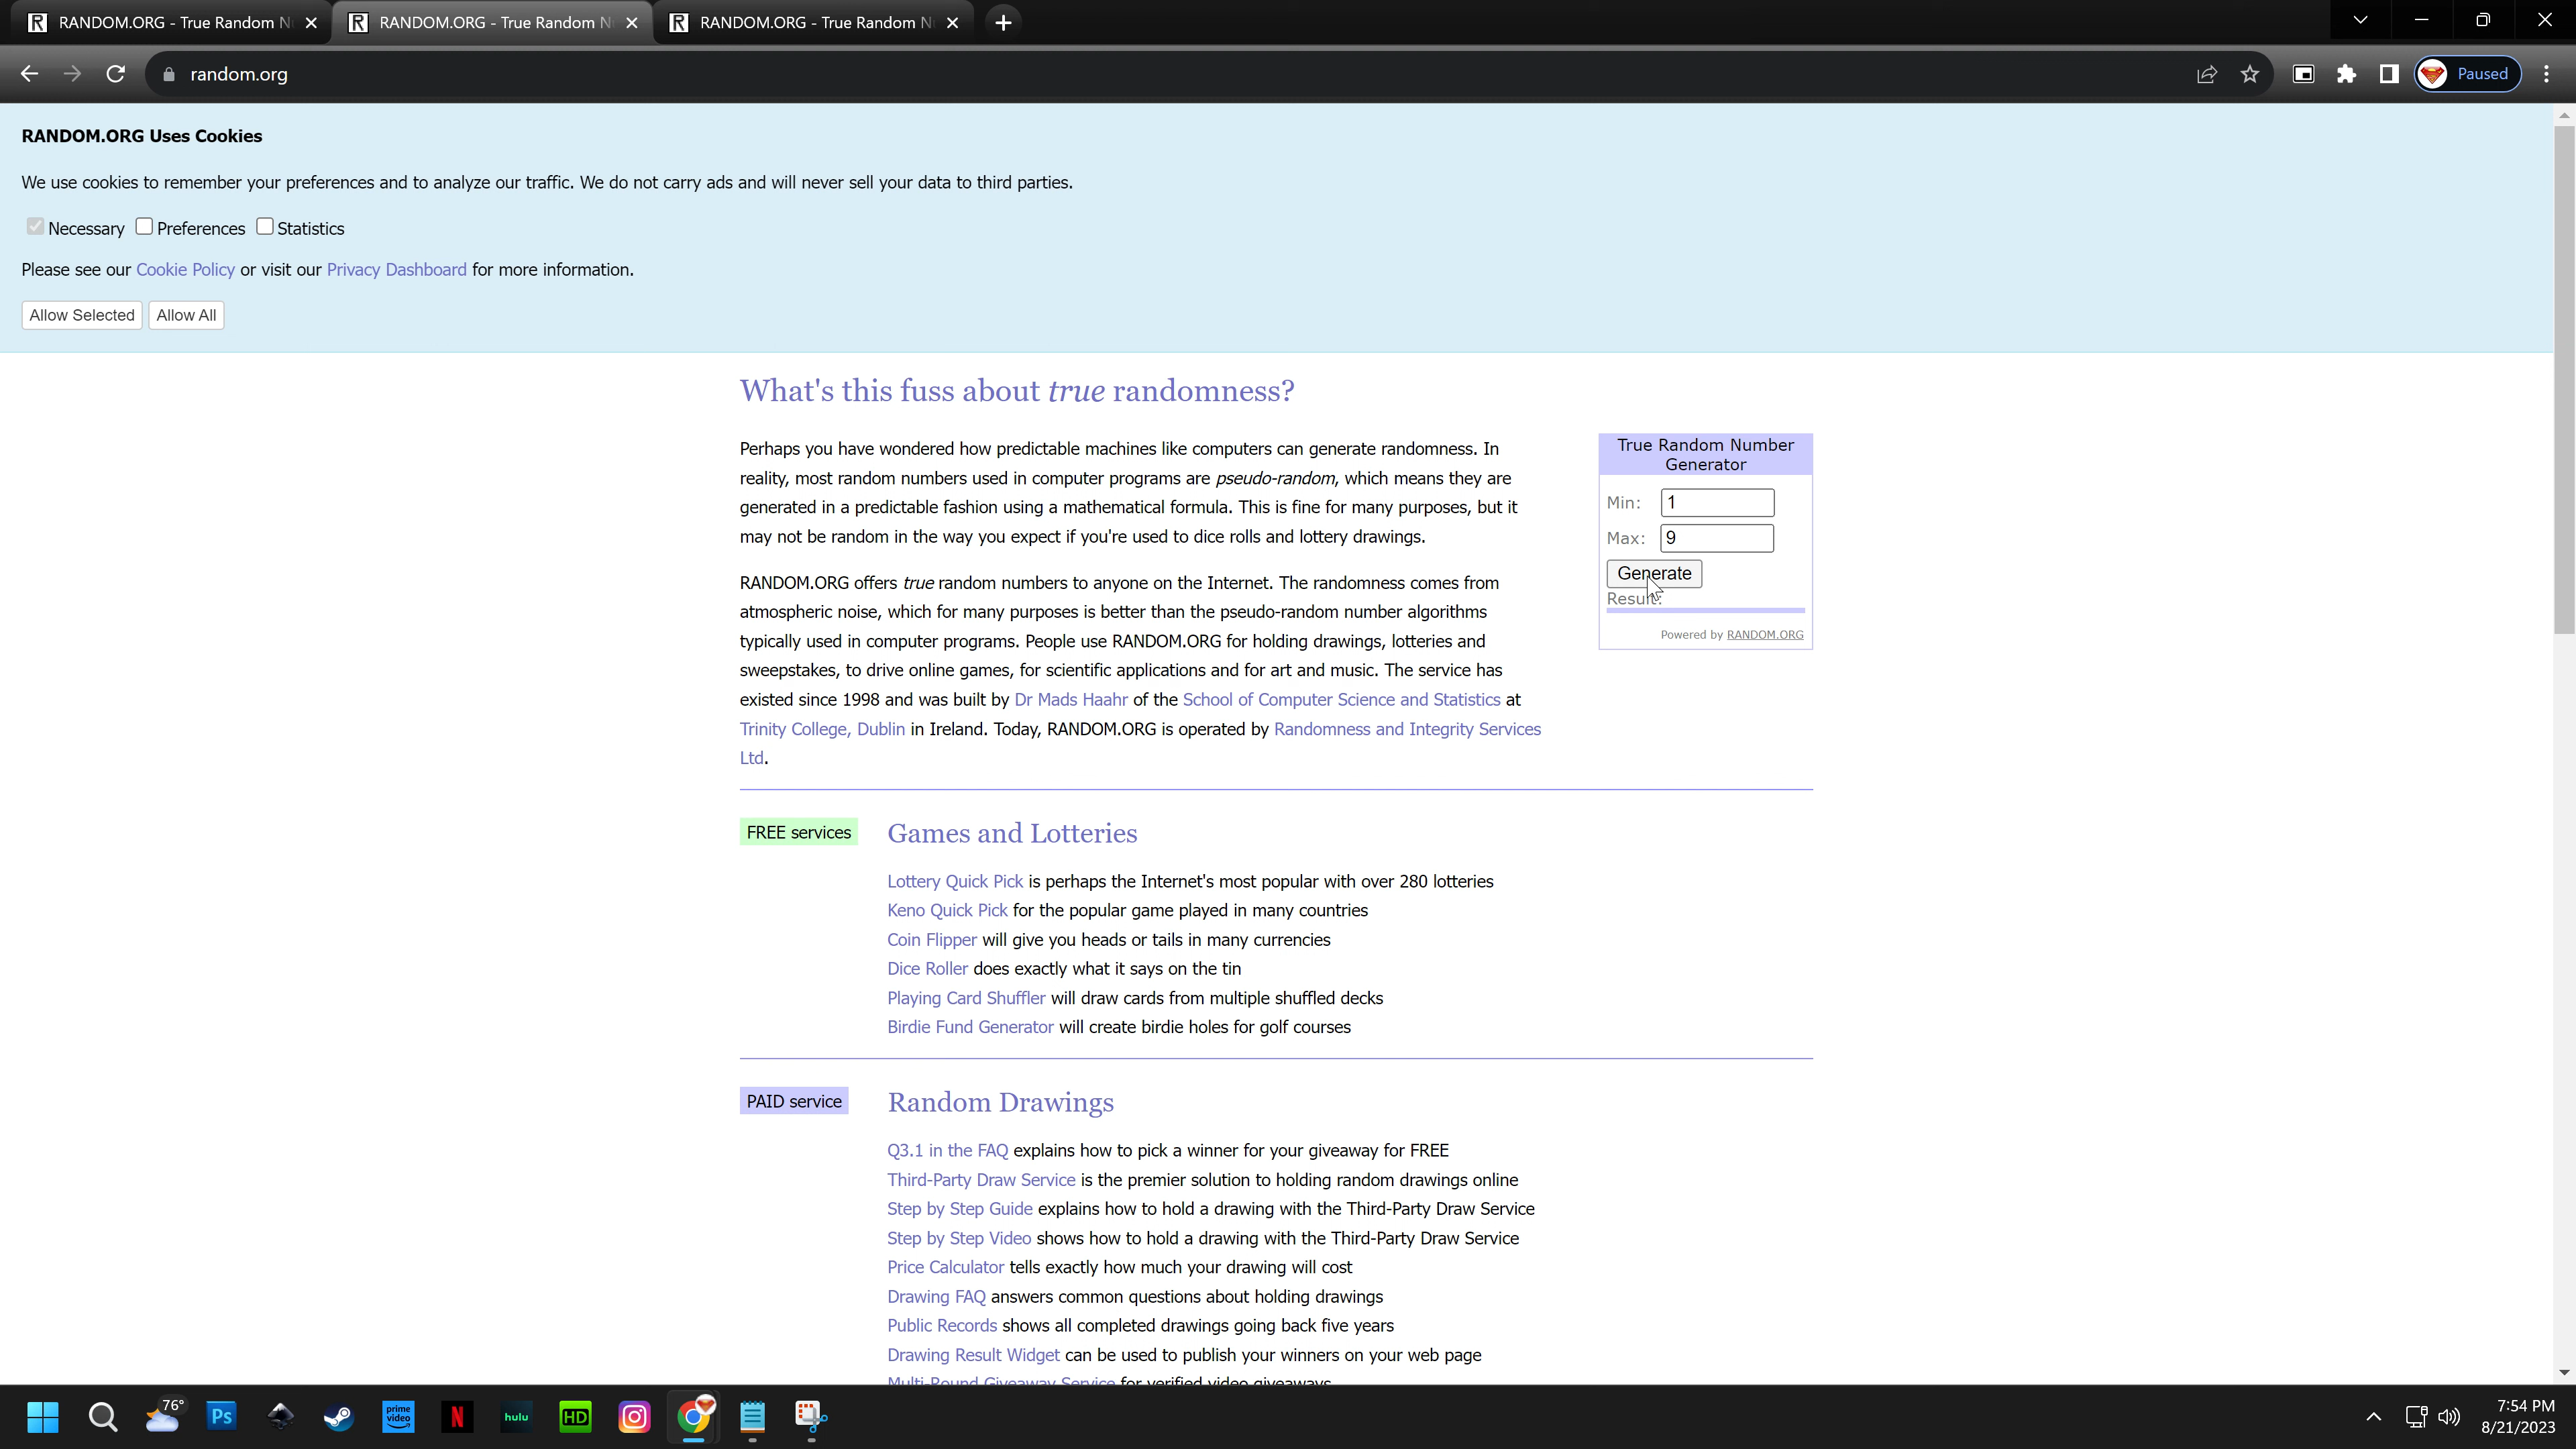 RANDOM.ORG - True Random N
RANDOM.ORG - True Random N
RANDOM.ORG - True Random N
random.org
Paused
RANDOM.ORG Uses Cookies
We use cookies to remember your preferences and to analyze our traffic. We do not carry ads and will never sell your data to third parties.
Necessary Preferences Statistics
Please see our Cookie Policy or visit our Privacy Dashboard for more information.
Allow Selected Allow All
What's this fuss about true randomness?
Perhaps you have wondered how predictable machines like computers can generate randomness. In
reality, most random numbers used in computer programs are pseudo-random, which means they are
generated in a predictable fashion using a mathematical formula. This is fine for many purposes, but it
may not be random in the way you expect if you're used to dice rolls and lottery drawings.
RANDOM.ORG offers true random numbers to anyone on the Internet. The randomness comes from
atmospheric noise, which for many purposes is better than the pseudo-random number algorithms
typically used in computer programs. People use RANDOM.ORG for holding drawings, lotteries and
sweepstakes, to drive online games, for scientific applications and for art and music. The service has
existed since 1998 and was built by Dr Mads Haahr of the School of Computer Science and Statistics at
Trinity College, Dublin in Ireland. Today, RANDOM.ORG is operated by Randomness and Integrity Services
Ltd.
True Random Number
Generator
Min: 1
Max: 9
Generate
Result:
Powered by RANDOM.ORG
FREE services
Games and Lotteries
Lottery Quick Pick is perhaps the Internet's most popular with over 280 lotteries
Keno Quick Pick for the popular game played in many countries
Coin Flipper will give you heads or tails in many currencies
Dice Roller does exactly what it says on the tin
Playing Card Shuffler will draw cards from multiple shuffled decks
Birdie Fund Generator will create birdie holes for golf courses
PAID service
Random Drawings
Q3.1 in the FAQ explains how to pick a winner for your giveaway for FREE
Third-Party Draw Service is the premier solution to holding random drawings online
Step by Step Guide explains how to hold a drawing with the Third-Party Draw Service
Step by Step Video shows how to hold a drawing with the Third-Party Draw Service
Price Calculator tells exactly how much your drawing will cost
Drawing FAQ answers common questions about holding drawings
Public Records shows all completed drawings going back five years
Drawing Result Widget can be used to publish your winners on your web page
Multi-Round Giveaway Service for verified video giveaways
76°
Ps
prime video
N
hulu
HD
7:54 PM
8/21/2023